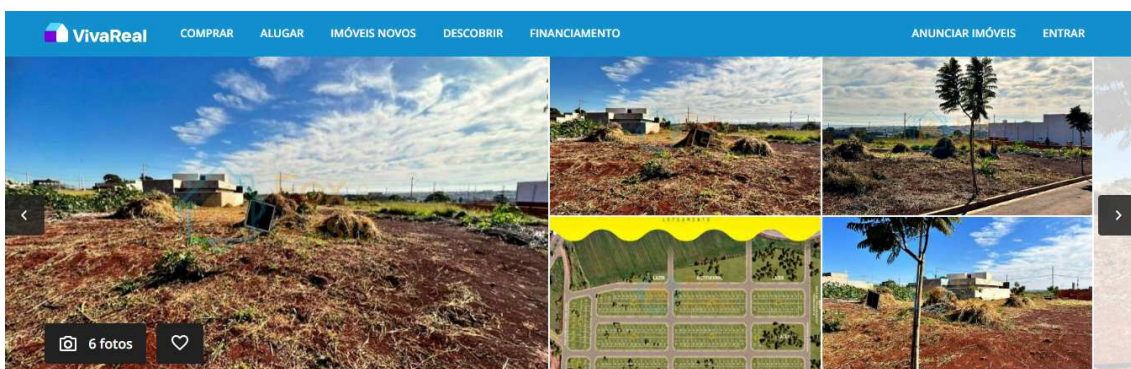 VivaReal COMPRAR ALUGAR IMÓVEIS NOVOS DESCOBRIR FINANCIAMENTO ANUNCIAR IMÓVEIS ENTRAR
LOTEAMENTO
6 fotos